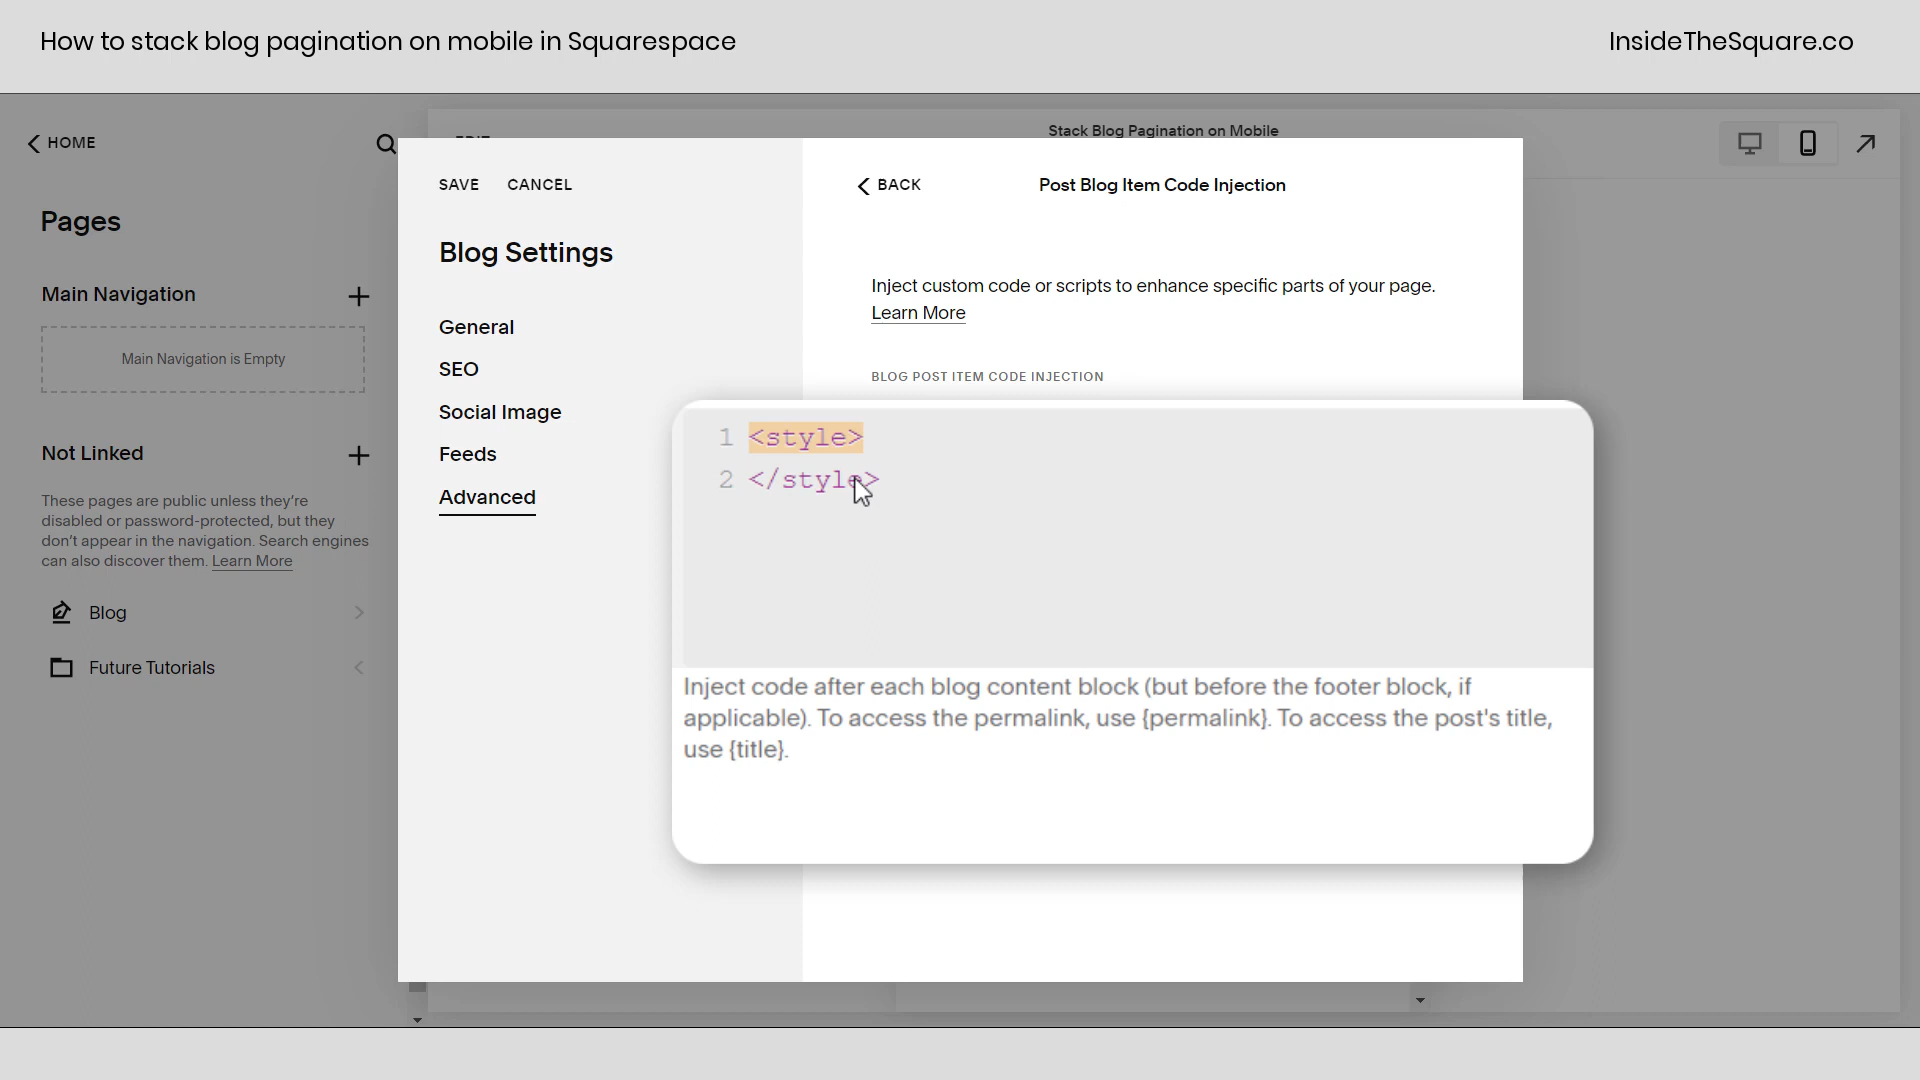 How to stack blog pagination on mobile in Squarespace
InsideTheSquare.co
HOME
Stack Blog Pagination on Mobile
Pages
Main Navigation
Main Navigation is Empty
Not Linked
These pages are public unless they're
disabled or password-protected, but they
don't appear in the navigation. Search engines
can also discover them. Learn More
Blog
Future Tutorials
SAVE CANCEL
Blog Settings
General
SEO
Social Image
Feeds
Advanced
BACK
Post Blog Item Code Injection
Inject custom code or scripts to enhance specific parts of your page.
Learn More
BLOG POST ITEM CODE INJECTION
1 <style>
2 </style>
Inject code after each blog content block (but before the footer block, if
applicable). To access the permalink, use {permalink}. To access the post's title,
use {title}.